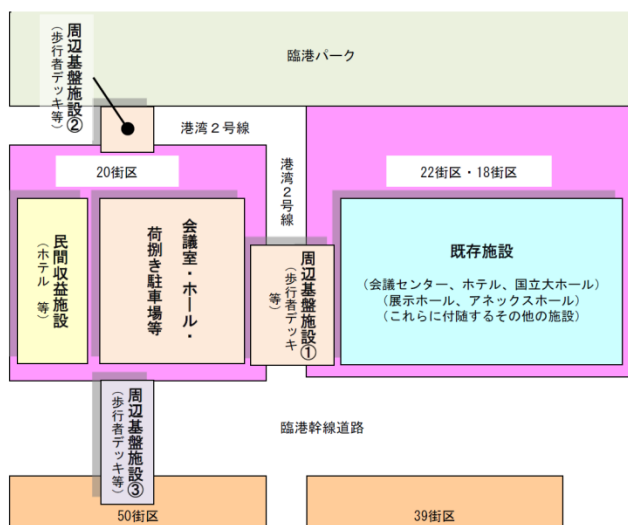 臨港パーク
周辺基盤施設②
（歩行者デッキ等）
港湾２号線
20街区
港湾２号線
22街区・18街区
民間収益施設
（ホテル 等）
会議室・ホール・
荷捌き駐車場等
周辺基盤施設①
（歩行者デッキ
等）
既存施設
（会議センター、ホテル、国立大ホール）
（展示ホール、アネックスホール）
（これらに付随するその他の施設）
周辺基盤施設③
（歩行者デッキ等）
臨港幹線道路
50街区
39街区